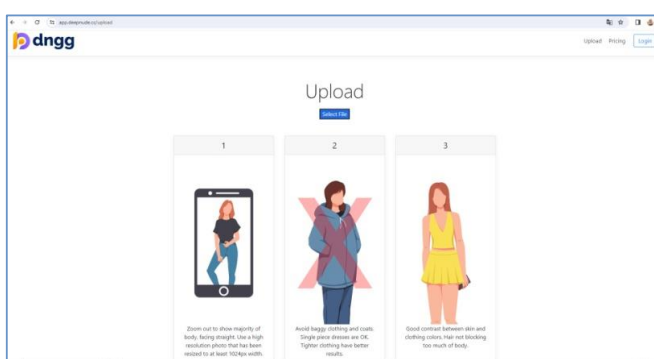 dngg
Upload Pricing Login
Upload
Select File
1
2
3
Zoom out to show majority of
body, facing straight. Use a high
resolution photo that has been
resized to at least 1024px width.
Avoid baggy clothing and coats.
Single piece dresses are OK.
Tighter clothing have better
results.
Good contrast between skin and
clothing colors. Hair not blocking
too much of body.